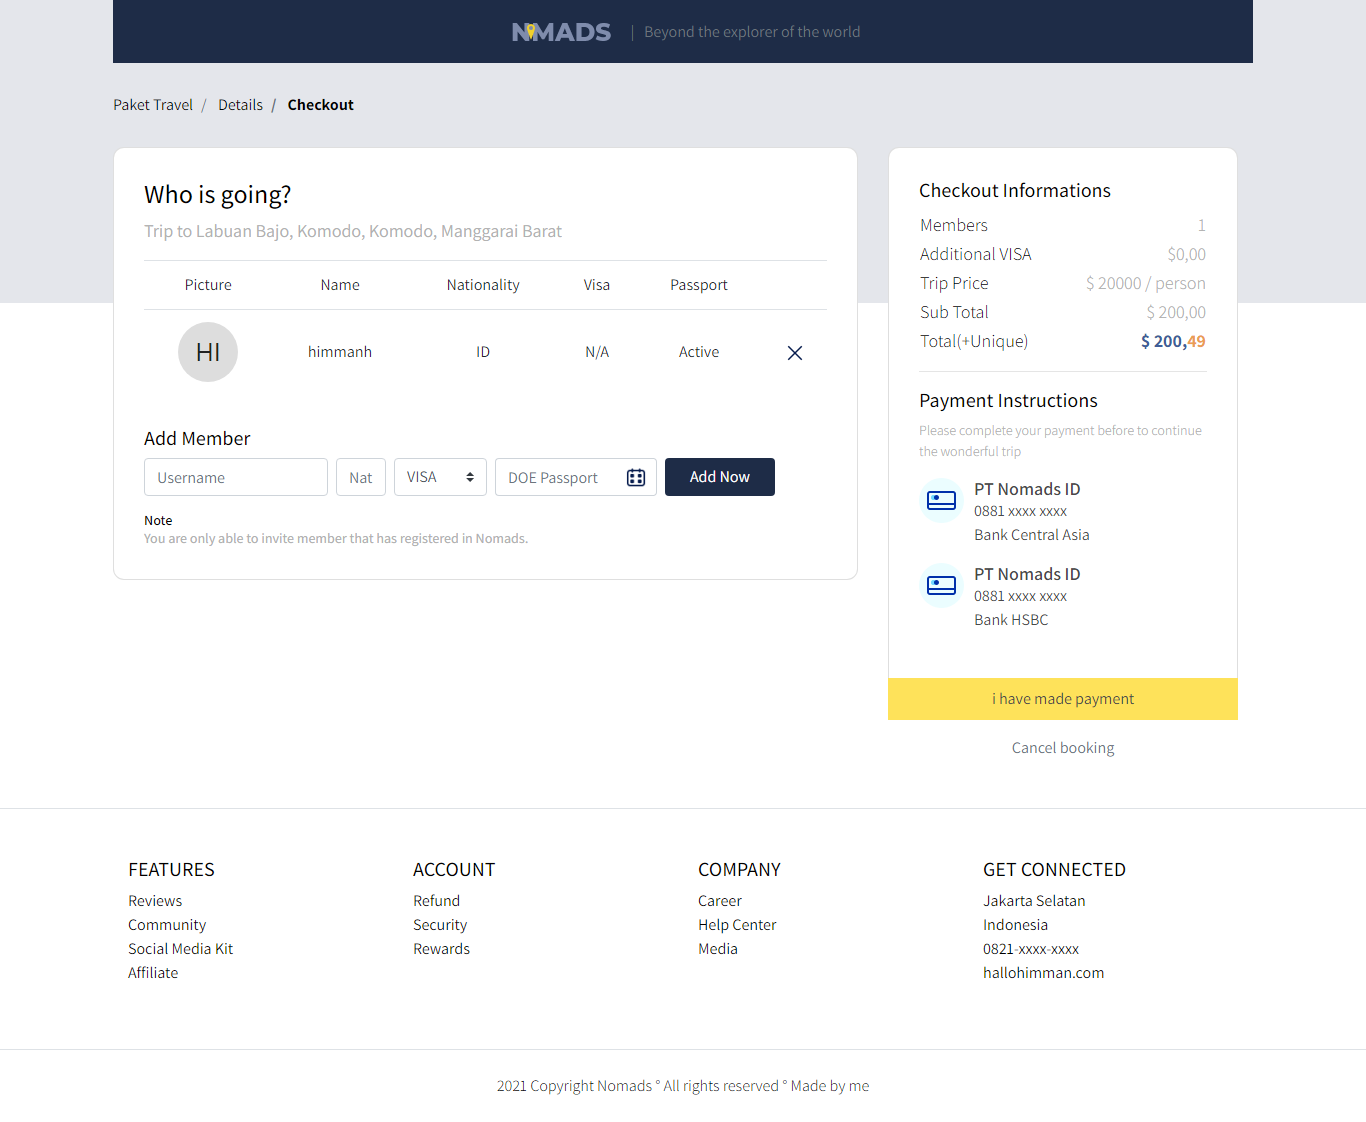 NOMADS | Beyond the explorer of the world
Paket Travel / Details / Checkout
Who is going?
Trip to Labuan Bajo, Komodo, Komodo, Manggarai Barat
Picture Name Nationality Visa Passport
HI himmanh ID N/A Active
Add Member
Username Nat VISA DOE Passport Add Now
Note
You are only able to invite member that has registered in Nomads.
Checkout Informations
Members 1
Additional VISA $0,00
Trip Price $ 20000 / person
Sub Total $ 200,00
Total(+Unique) $ 200,49
Payment Instructions
Please complete your payment before to continue
the wonderful trip
PT Nomads ID
0881 xxxx xxxx
Bank Central Asia
PT Nomads ID
0881 xxxx xxxx
Bank HSBC
i have made payment
Cancel booking
FEATURES
Reviews
Community
Social Media Kit
Affiliate
ACCOUNT
Refund
Security
Rewards
COMPANY
Career
Help Center
Media
GET CONNECTED
Jakarta Selatan
Indonesia
0821-xxxx-xxxx
hallohimman.com
2021 Copyright Nomads ° All rights reserved ° Made by me